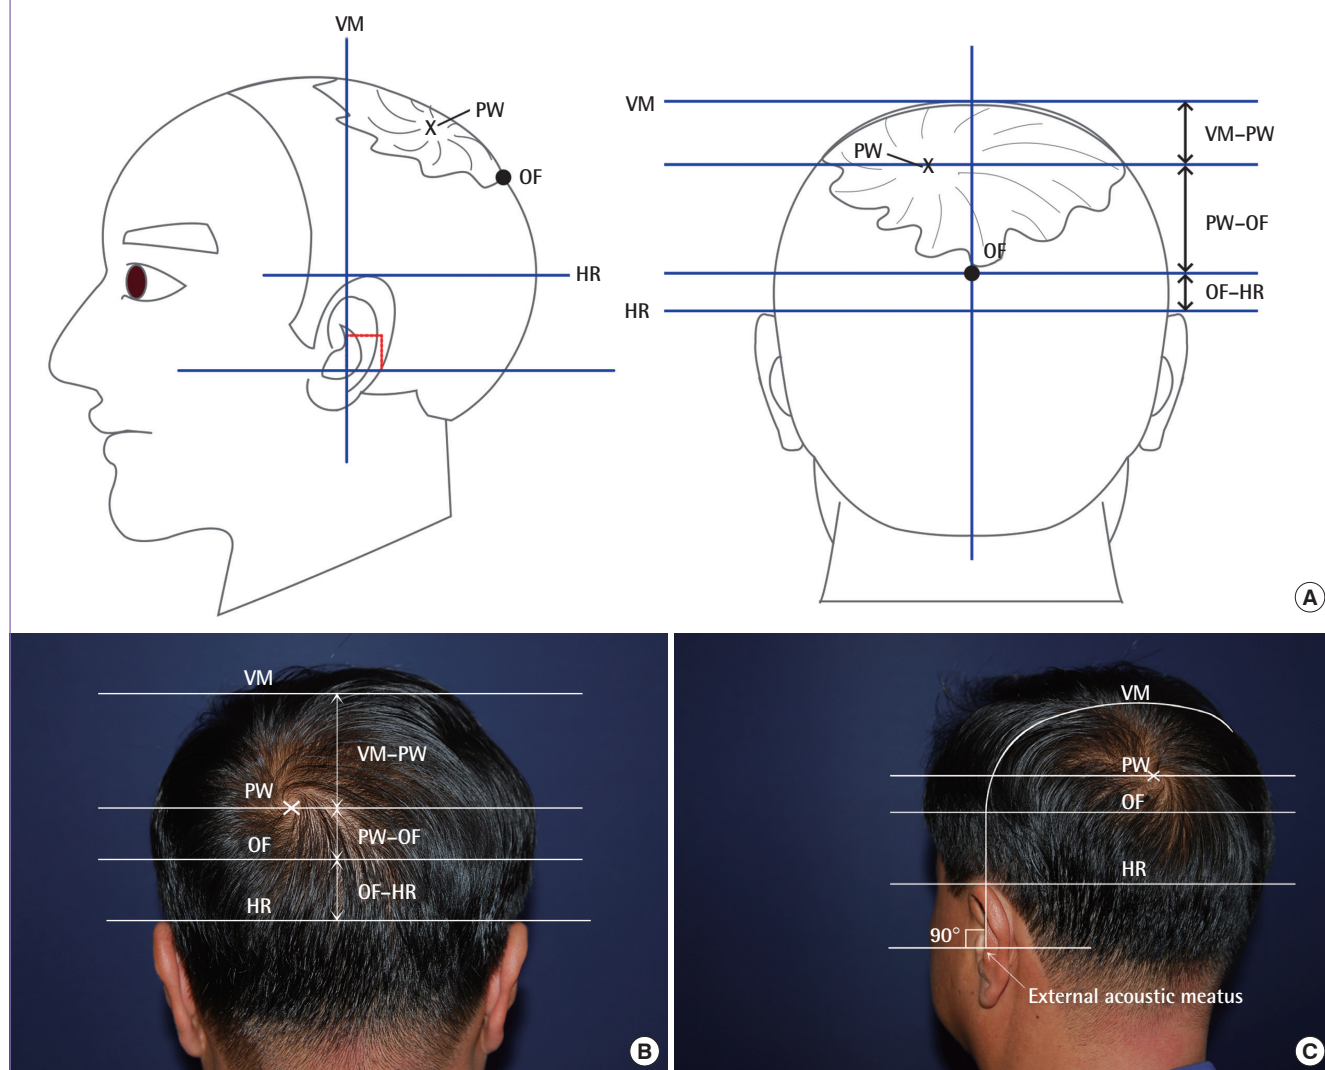 VM
PW
OF
HR
VM
VM–PW
PW
PW–OF
OF
OF–HR
HR
A
VM
VM–PW
PW
PW–OF
OF
OF–HR
HR
B
VM
PW
OF
HR
90°
External acoustic meatus
C